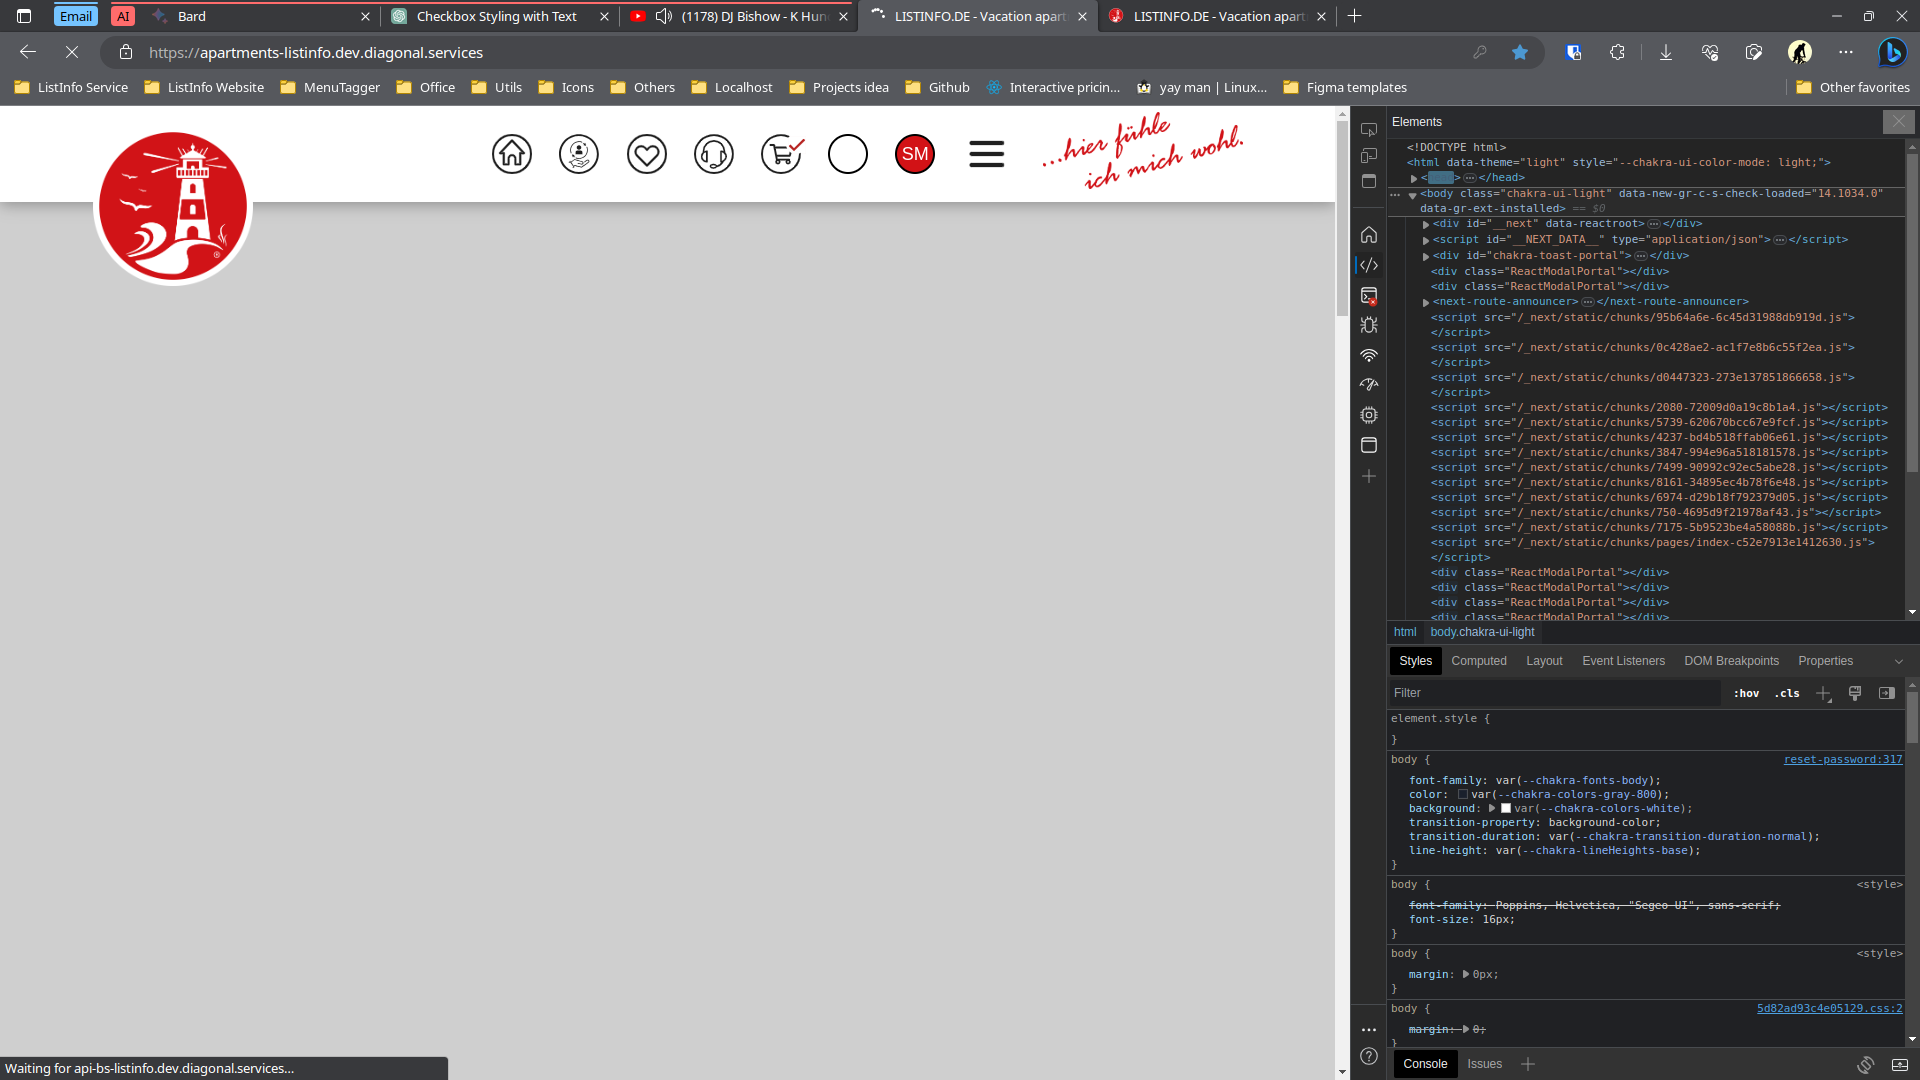 Email
AI
Bard
Checkbox Styling with Text
(1178) DJ Bishow - K Hun
LISTINFO.DE - Vacation apart
LISTINFO.DE - Vacation apart
https://apartments-listinfo.dev.diagonal.services
ListInfo Service
ListInfo Website
MenuTagger
Office
Utils
Icons
Others
Localhost
Projects idea
Github
Interactive pricin...
yay man | Linux...
Figma templates
Other favorites
SM
...hier fühle
ich mich wohl.
®
Elements
<!DOCTYPE html>
<html data-theme="light" style="--chakra-ui-color-mode: light;">
</head>
<body class="chakra-ui-light" data-new-gr-c-s-check-loaded="14.1034.0"
data-gr-ext-installed> == $0
<div id="__next" data-reactroot>…</div>
<script id="__NEXT_DATA__" type="application/json">…</script>
<div id="chakra-toast-portal">…</div>
<div class="ReactModalPortal"></div>
<div class="ReactModalPortal"></div>
<next-route-announcer>…</next-route-announcer>
<script src="/_next/static/chunks/95b64a6e-6c45d31988db919d.js">
</script>
<script src="/_next/static/chunks/0c428ae2-ac1f7e8b6c55f2ea.js">
</script>
<script src="/_next/static/chunks/d0447323-273e137851866658.js">
</script>
<script src="/_next/static/chunks/2080-72009d0a19c8b1a4.js"></script>
<script src="/_next/static/chunks/5739-620670bcc67e9fcf.js"></script>
<script src="/_next/static/chunks/4237-bd4b518ffab06e61.js"></script>
<script src="/_next/static/chunks/3847-994e96a518181578.js"></script>
<script src="/_next/static/chunks/7499-90992c92ec5abe28.js"></script>
<script src="/_next/static/chunks/8161-34895ec4b78f6e48.js"></script>
<script src="/_next/static/chunks/6974-d29b18f792379d05.js"></script>
<script src="/_next/static/chunks/750-4695d9f21978af43.js"></script>
<script src="/_next/static/chunks/7175-5b9523be4a58088b.js"></script>
<script src="/_next/static/chunks/pages/index-c52e7913e1412630.js">
</script>
<div class="ReactModalPortal"></div>
<div class="ReactModalPortal"></div>
<div class="ReactModalPortal"></div>
<div class="ReactModalPortal"></div>
html
body.chakra-ui-light
Styles
Computed
Layout
Event Listeners
DOM Breakpoints
Properties
Filter
:hov
.cls
element.style {
}
body {
reset-password:317
font-family: var(--chakra-fonts-body);
color: var(--chakra-colors-gray-800);
background: var(--chakra-colors-white);
transition-property: background-color;
transition-duration: var(--chakra-transition-duration-normal);
line-height: var(--chakra-lineHeights-base);
}
body {
<style>
font-family: Poppins, Helvetica, "Segeo UI", sans-serif;
font-size: 16px;
}
body {
<style>
margin: 0px;
}
body {
5d82ad93c4e05129.css:2
margin: 0;
}
Console
Issues
Waiting for api-bs-listinfo.dev.diagonal.services...